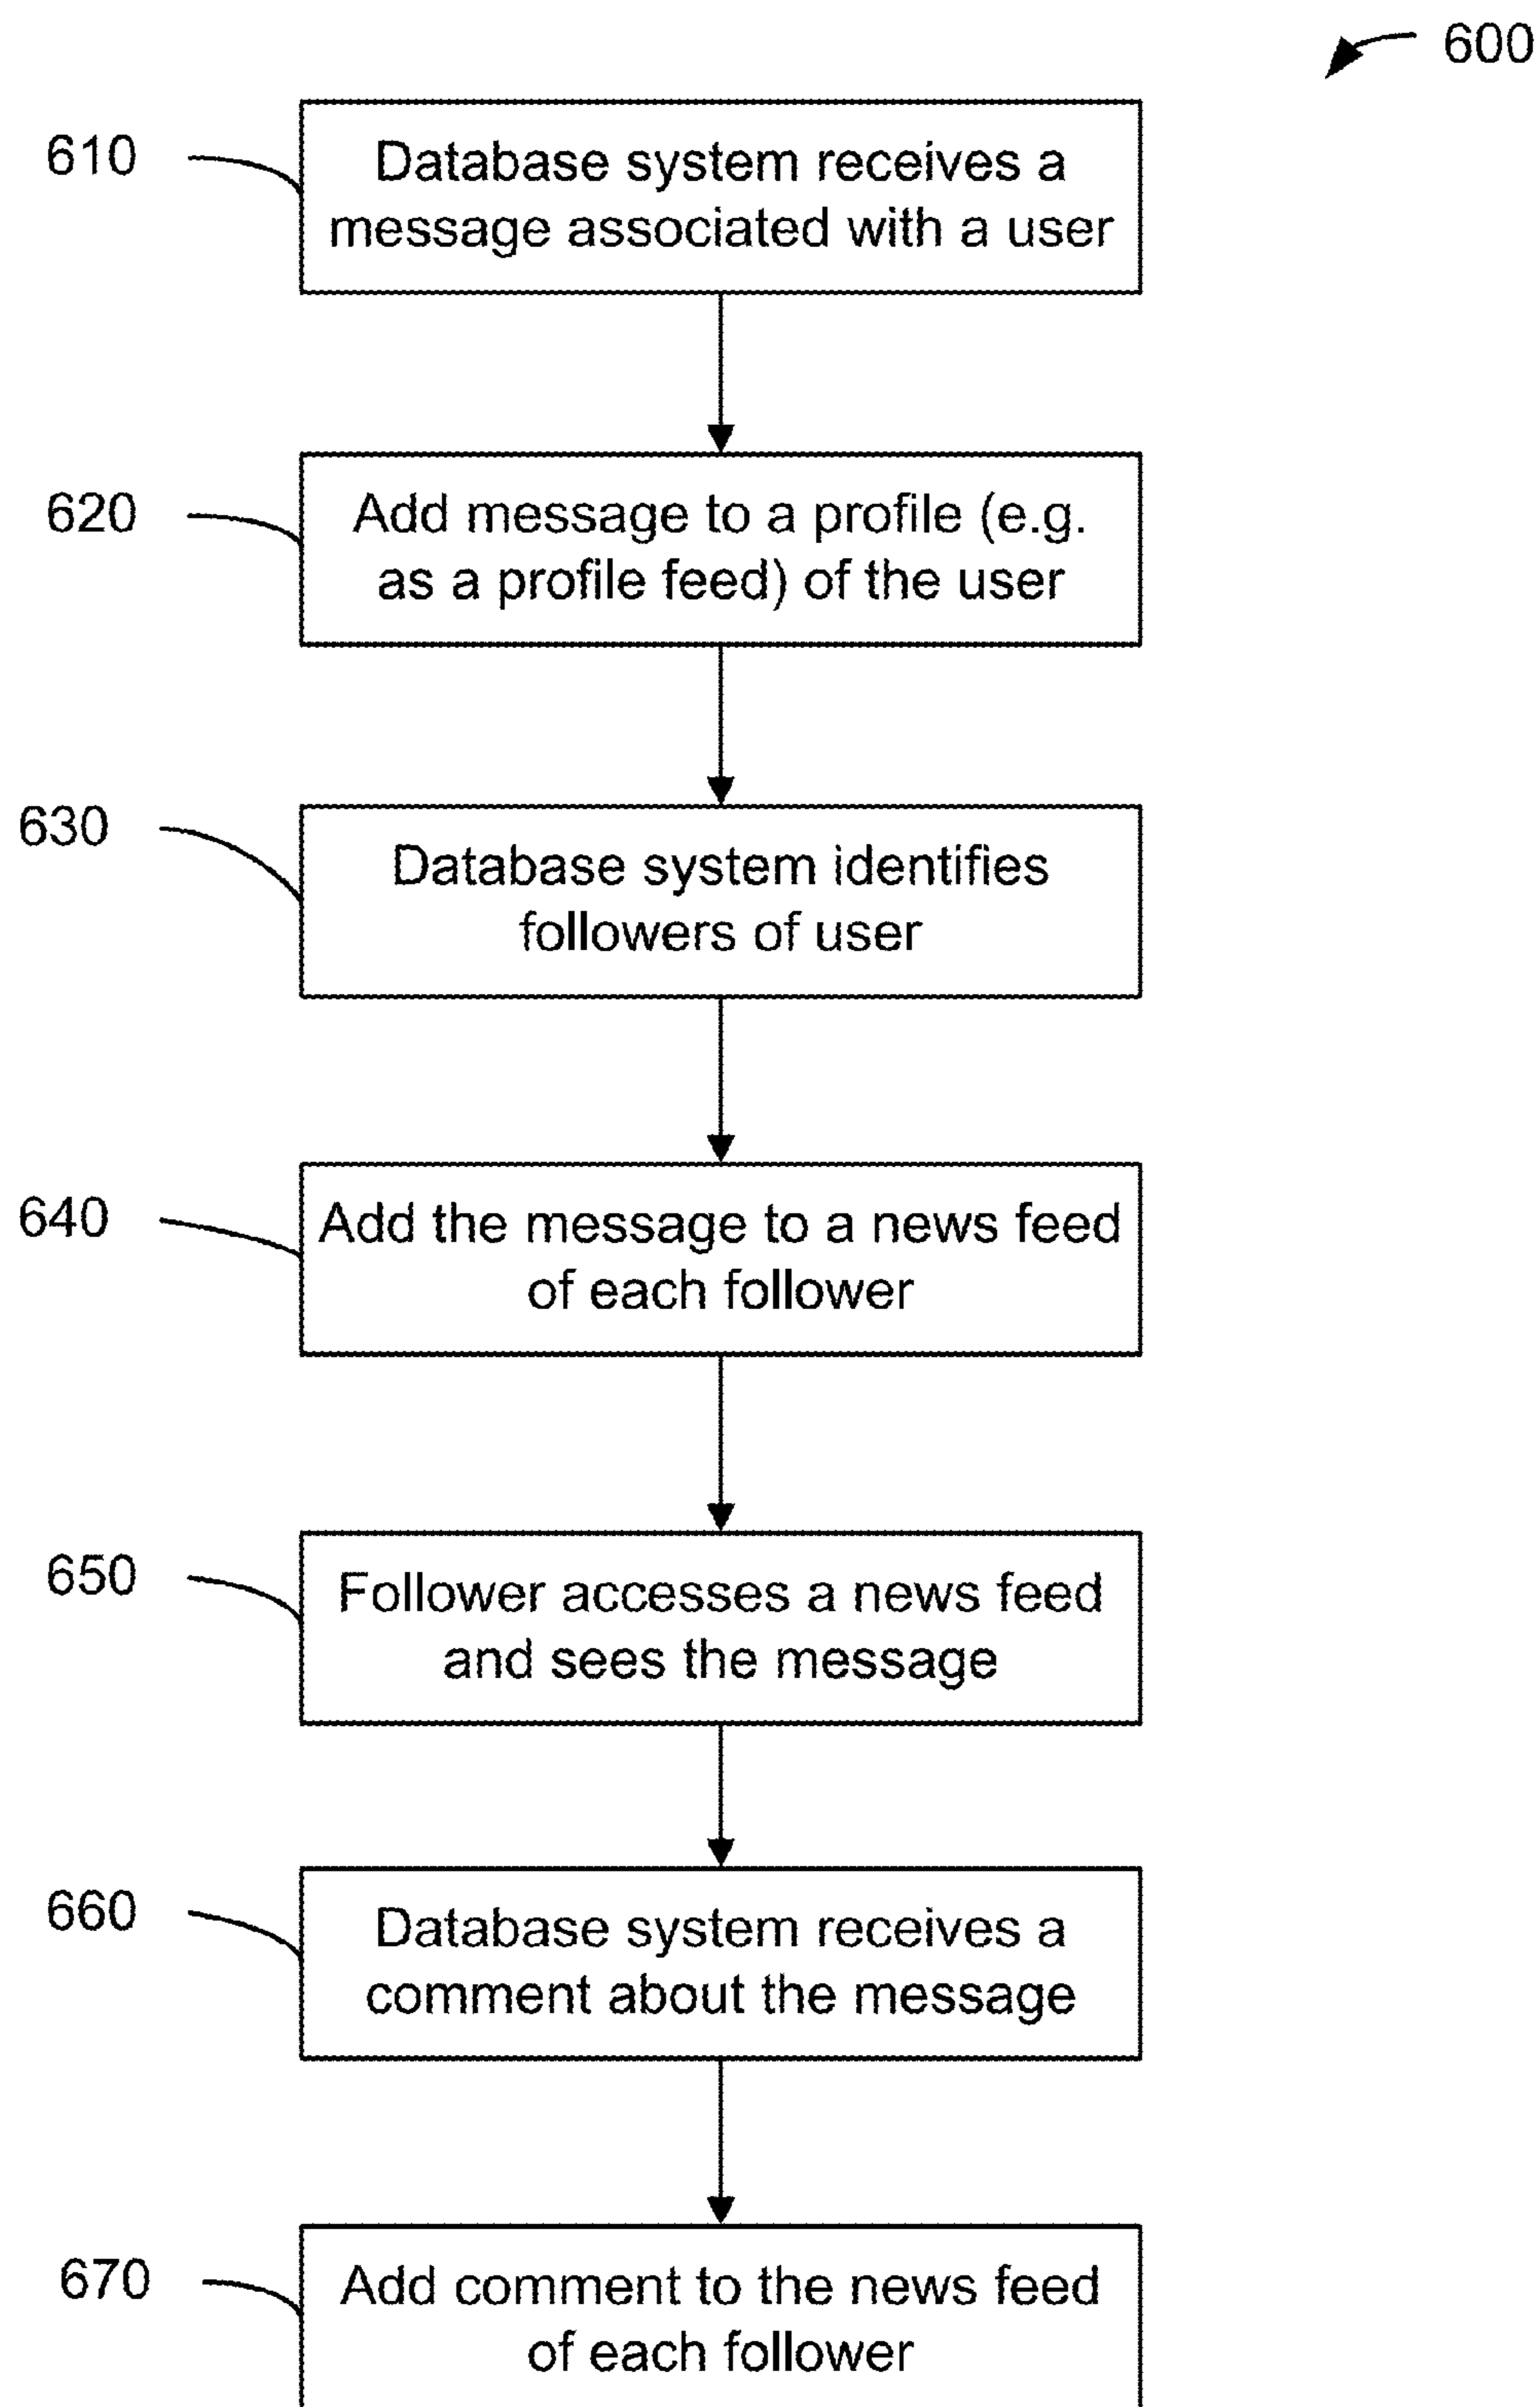 600
610
Database system receives a
message associated with a user
620
Add message to a profile (e.g.
as a profile feed) of the user
630
Database system identifies
followers of user
640
Add the message to a news feed
of each follower
650
Follower accesses a news feed
and sees the message
660
Database system receives a
comment about the message
670
Add comment to the news feed
of each follower